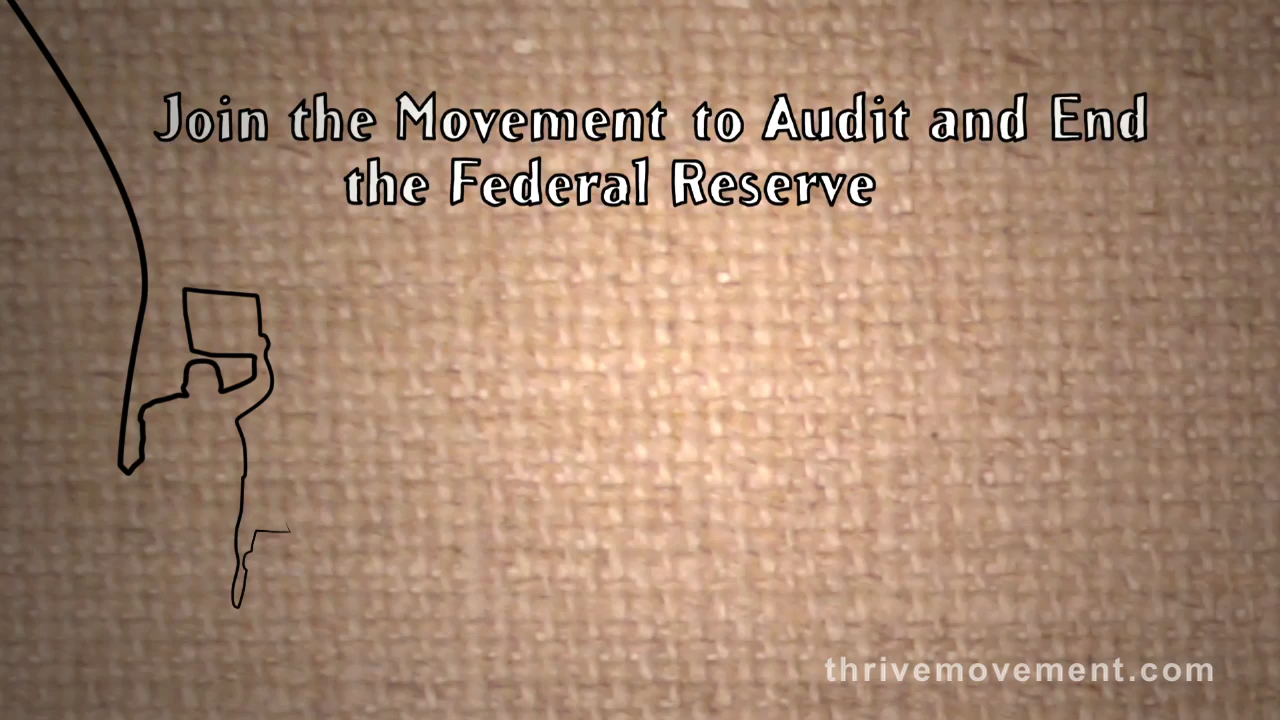 Join the Movement to Audit and End
the Federal Reserve
thrivemovement.com